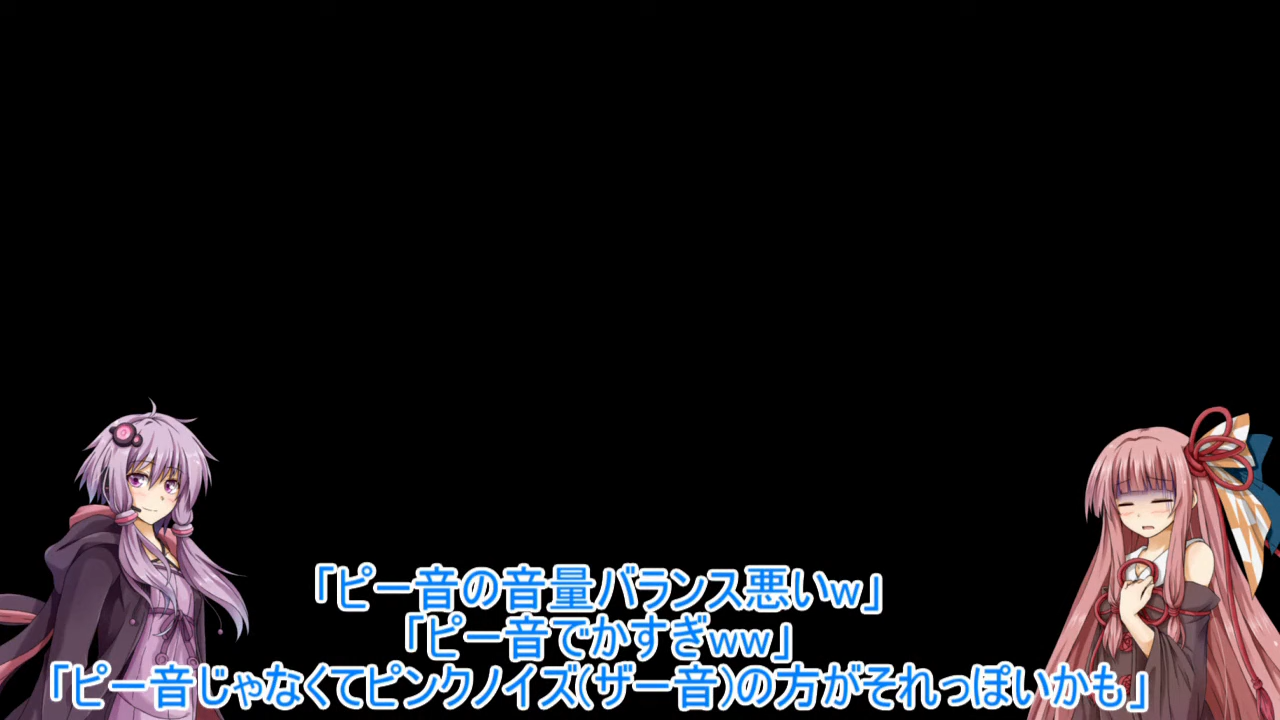 「ピー音の音量バランス悪いw」
「ピー音でかすぎww」
「ピー音じゃなくてピンクノイズ(ザー音)の方がそれっぽいかも」